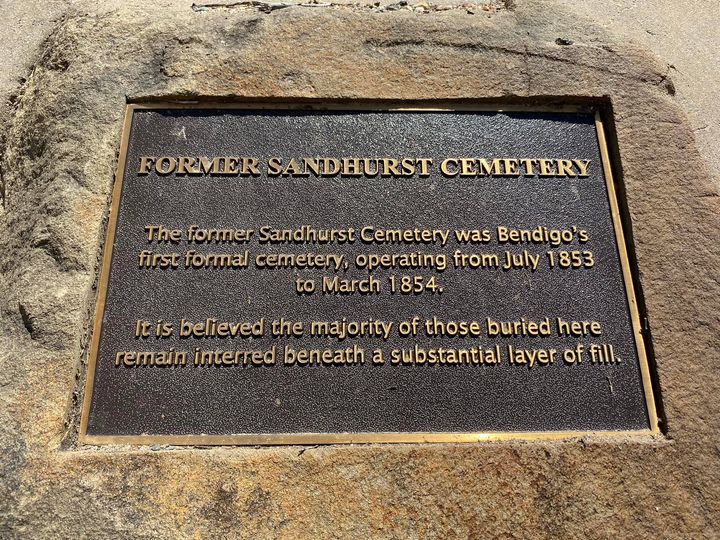 FORMER SANDHURST CEMETERY
The former Sandhurst Cemetery was Bendigo's
first formal cemetery, operating from July 1853
to March 1854.
It is believed the majority of those buried here
remain interred beneath a substantial layer of fill.